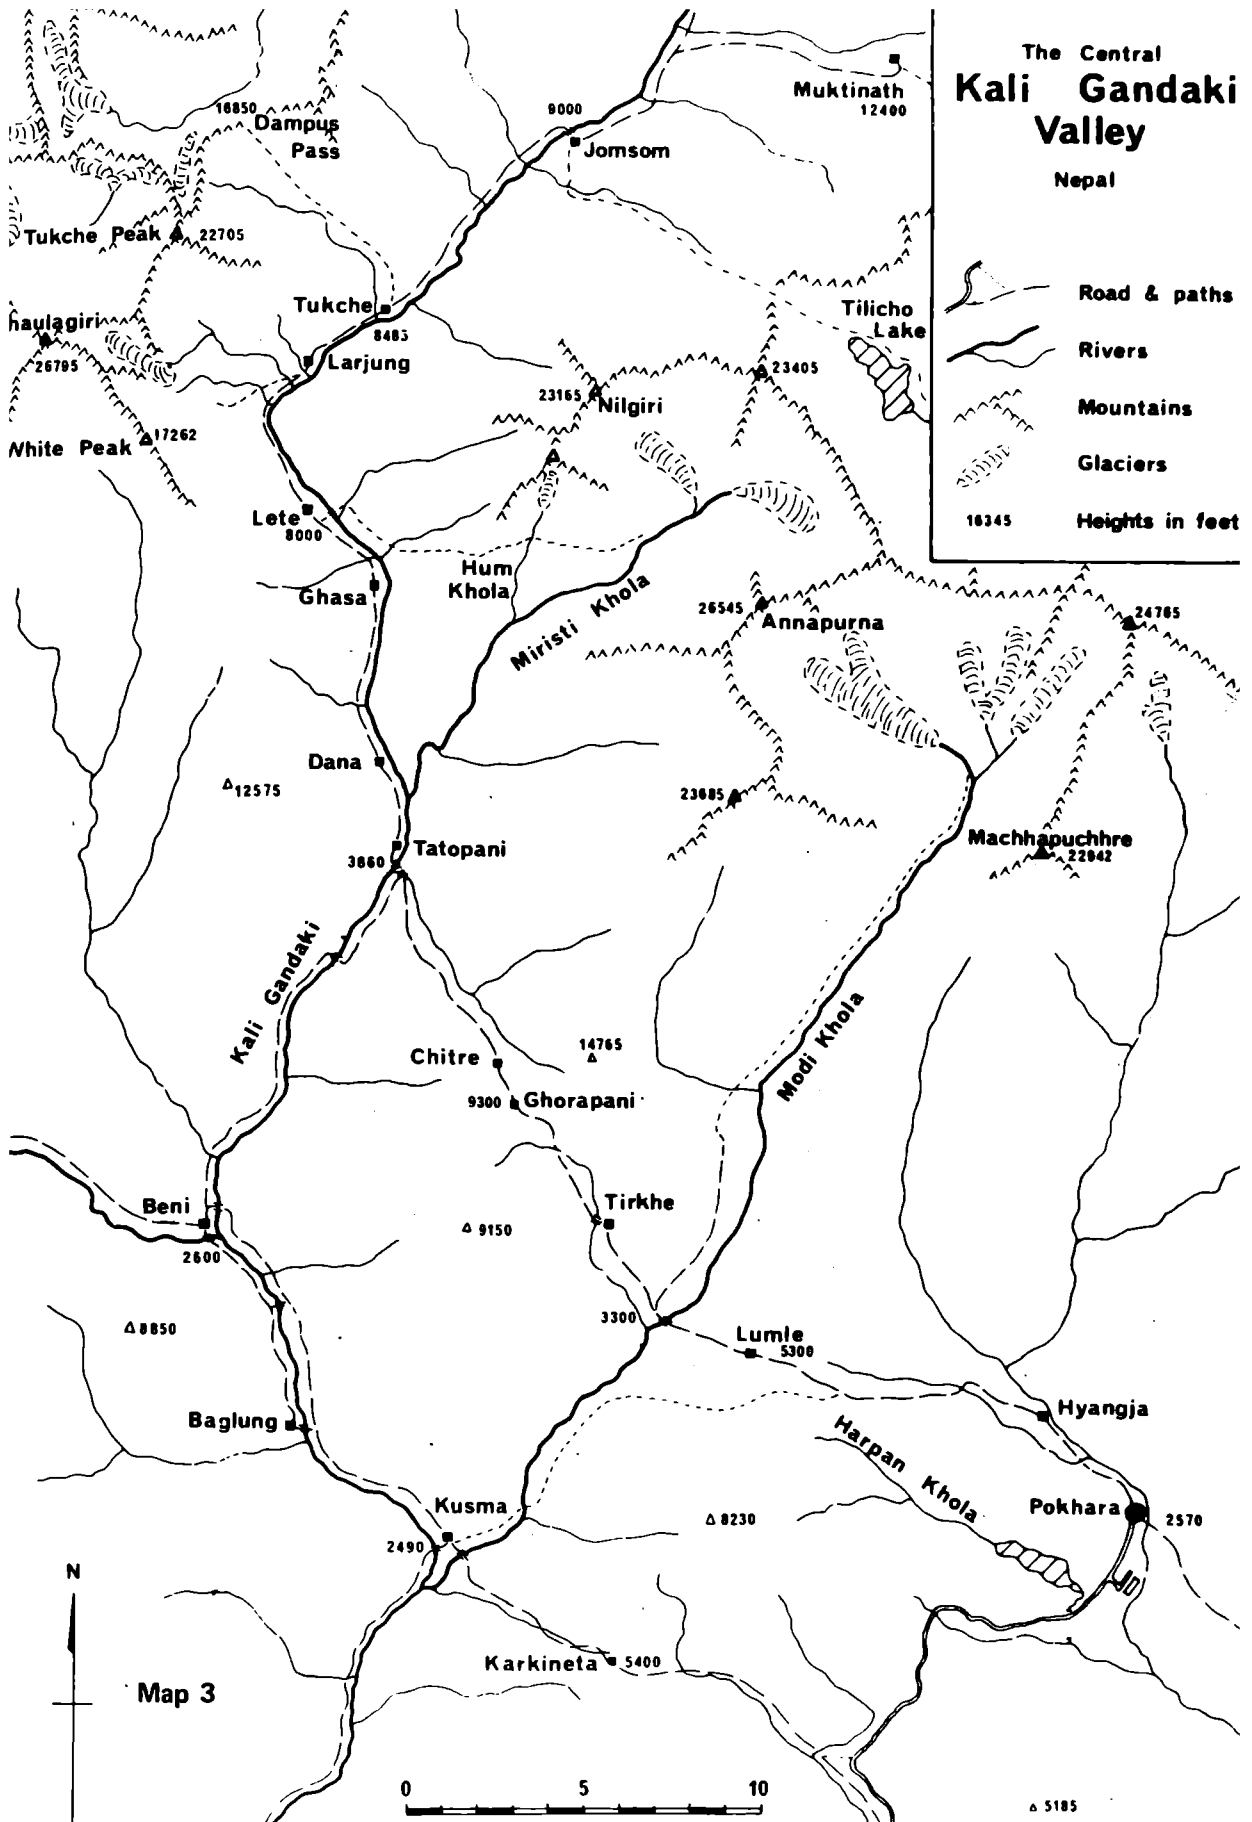 The Central
Kali Gandaki
Valley
Nepal
Road & paths
Rivers
Mountains
Glaciers
16345 Heights in feet
Muktinath
12400
16850
Dampus
Pass
9000
Jomsom
Tukche Peak 22705
Tukche
8485
Tilicho
Lake
haulagiri
26795
Larjung
23405
23165
Nilgiri
White Peak 17262
Lete
8000
Hum
Khola
Ghasa
Miristi Khola
26545
Annapurna
24765
Dana
12575
23685
Machhapuchhre
22942
Tatopani
3860
Kali Gandaki
Modi Khola
14765
Chitre
9300 Ghorapani
Tirkhe
Beni
2600
9150
3300
8850
Lumle
5300
Baglung
Hyangja
Harpan Khola
Kusma
2490
8230
Pokhara
2570
N
Karkineta 5400
Map 3
0 5 10
5185